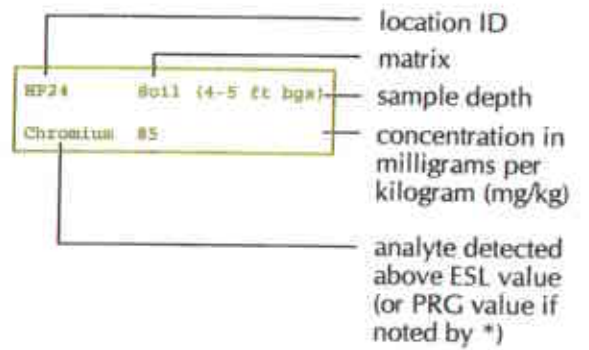 location ID
matrix
HP24 Soil (4-5 ft bgs)
sample depth
Chromium 85
concentration in
milligrams per
kilogram (mg/kg)
analyte detected
above ESL value
(or PRG value if
noted by *)